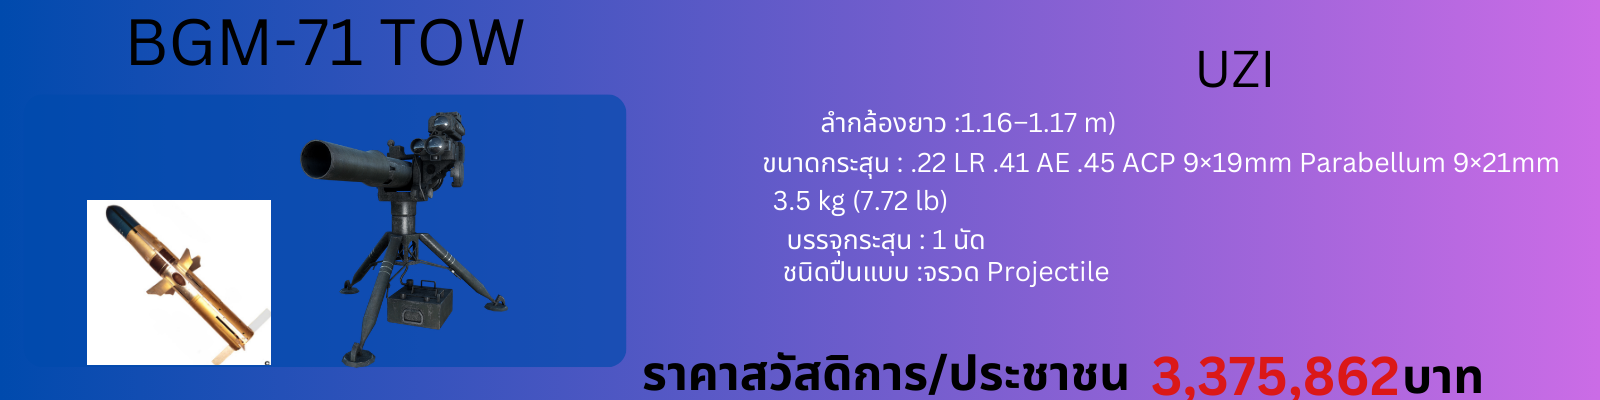 BGM-71 TOW
UZI
ลำกล้องยาว :1.16–1.17 m)
ขนาดกระสุน : .22 LR .41 AE .45 ACP 9×19mm Parabellum 9×21mm
3.5 kg (7.72 lb)
บรรจุกระสุน : 1 นัด
ชนิดปืนแบบ :จรวด Projectile
ราคาสวัสดิการ/ประชาชน 3,375,862บาท